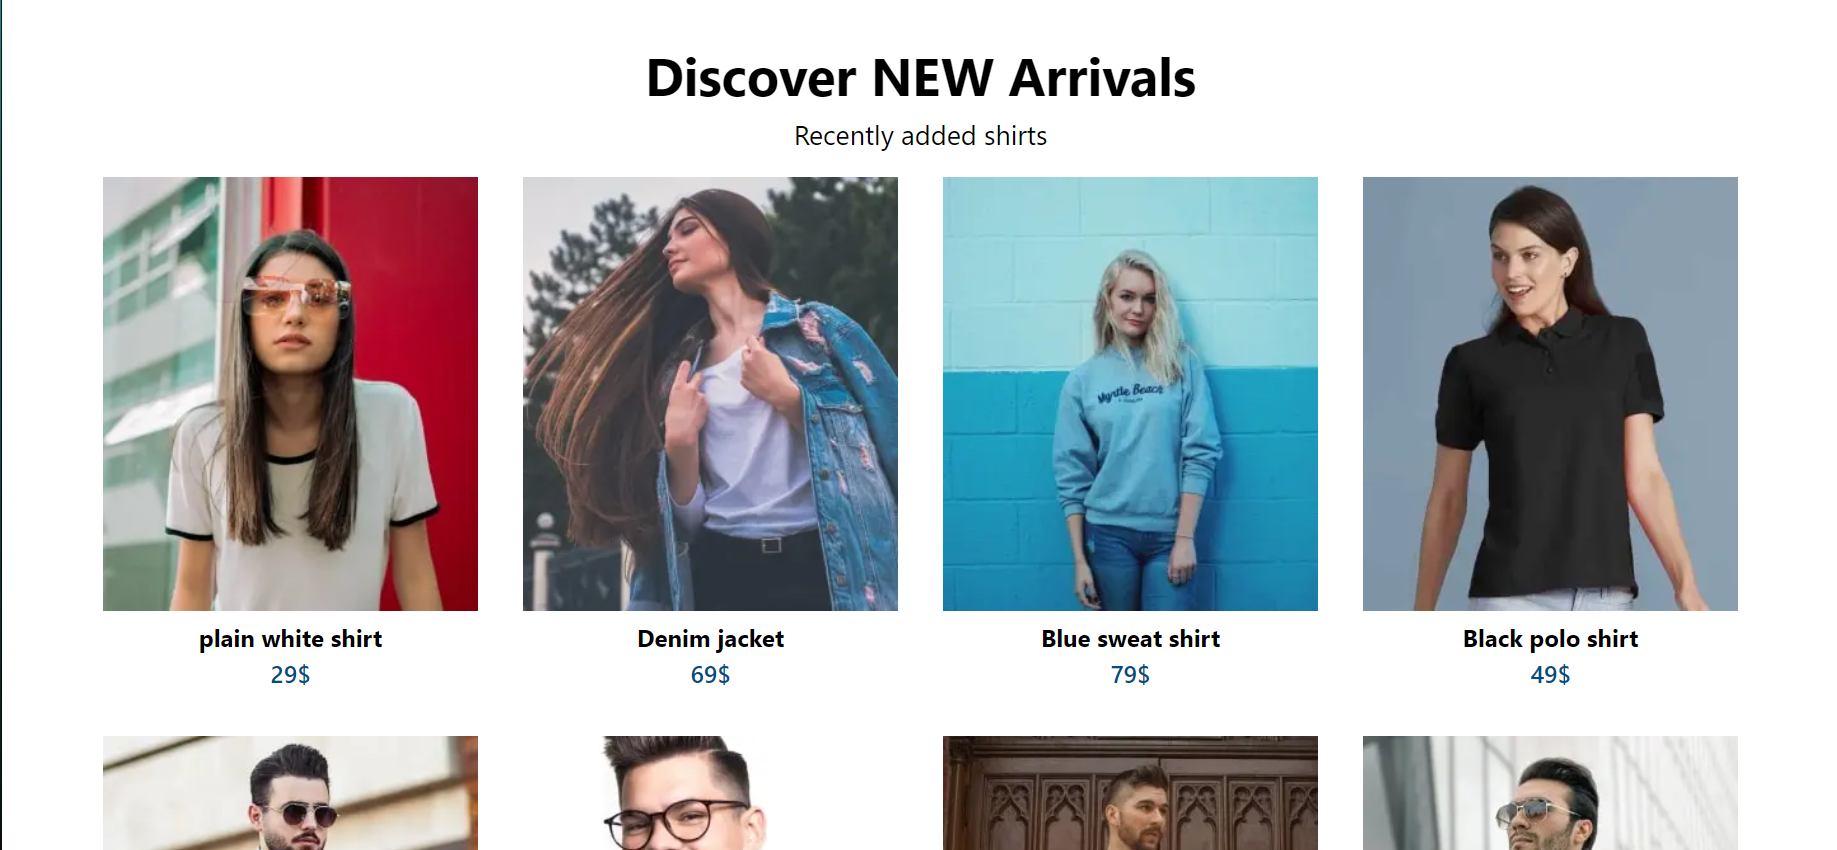 Discover NEW Arrivals
Recently added shirts
Myrtle Beach
plain white shirt
29$
Denim jacket
69$
Blue sweat shirt
79$
Black polo shirt
49$